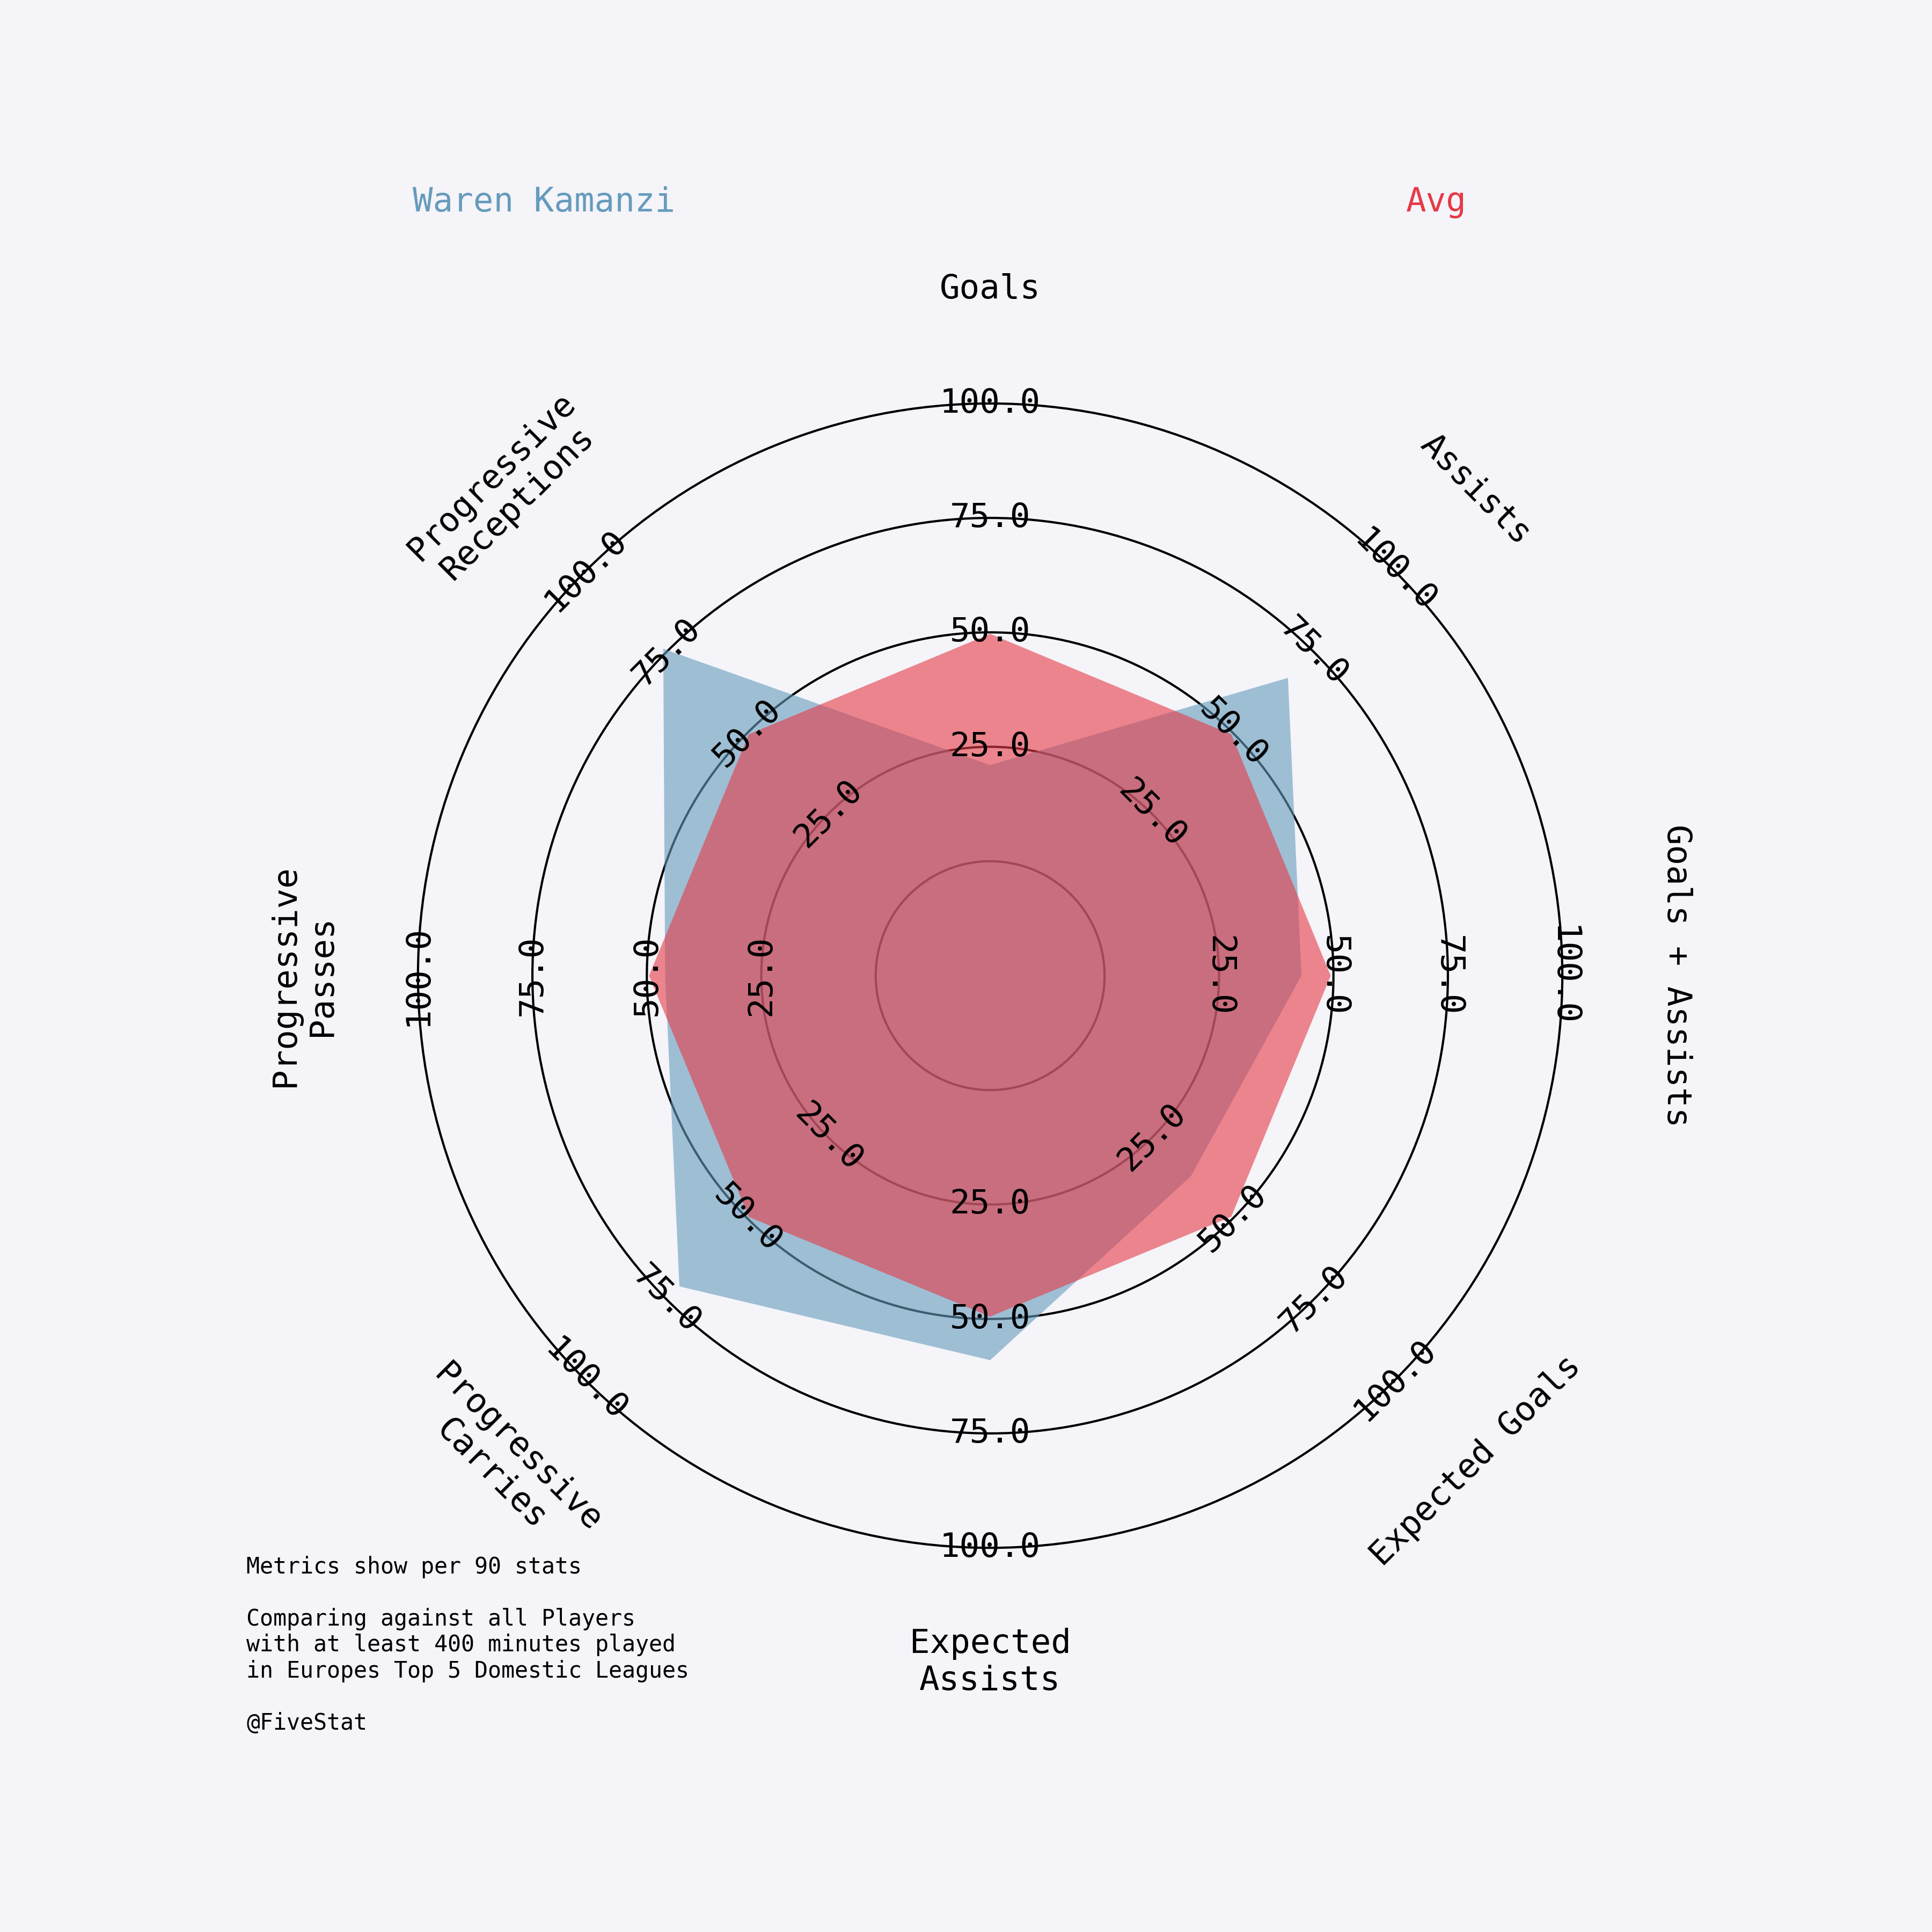 Waren Kamanzi
Avg
Goals
Assists
Goals + Assists
Expected Goals
Expected
Assists
Progressive
Carries
Progressive
Passes
Progressive
Receptions
100.0
75.0
50.0
25.0
100.0
75.0
50.0
25.0
100.0
75.0
50.0
25.0
100.0
75.0
50.0
25.0
100.0
75.0
50.0
25.0
100.0
75.0
50.0
25.0
100.0
75.0
50.0
25.0
100.0
75.0
50.0
25.0
Metrics show per 90 stats
Comparing against all Players
with at least 400 minutes played
in Europes Top 5 Domestic Leagues
@FiveStat